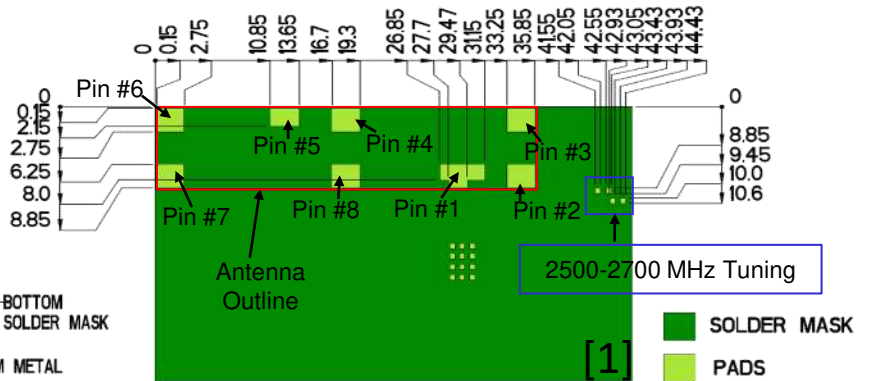 0
0.15
2.75
10.85
13.65
16.7
19.3
26.85
27.7
29.47
31.15
33.25
35.85
41.55
42.05
42.55
42.93
43.05
43.43
43.93
44.43
Pin #6
0
0.15
2.15
2.75
6.25
8.0
8.85
0
8.85
9.45
10.0
10.6
Pin #5
Pin #4
Pin #3
Pin #7
Pin #8
Pin #1
Pin #2
Antenna
Outline
2500-2700 MHz Tuning
BOTTOM
SOLDER MASK
METAL
[1]
SOLDER MASK
PADS